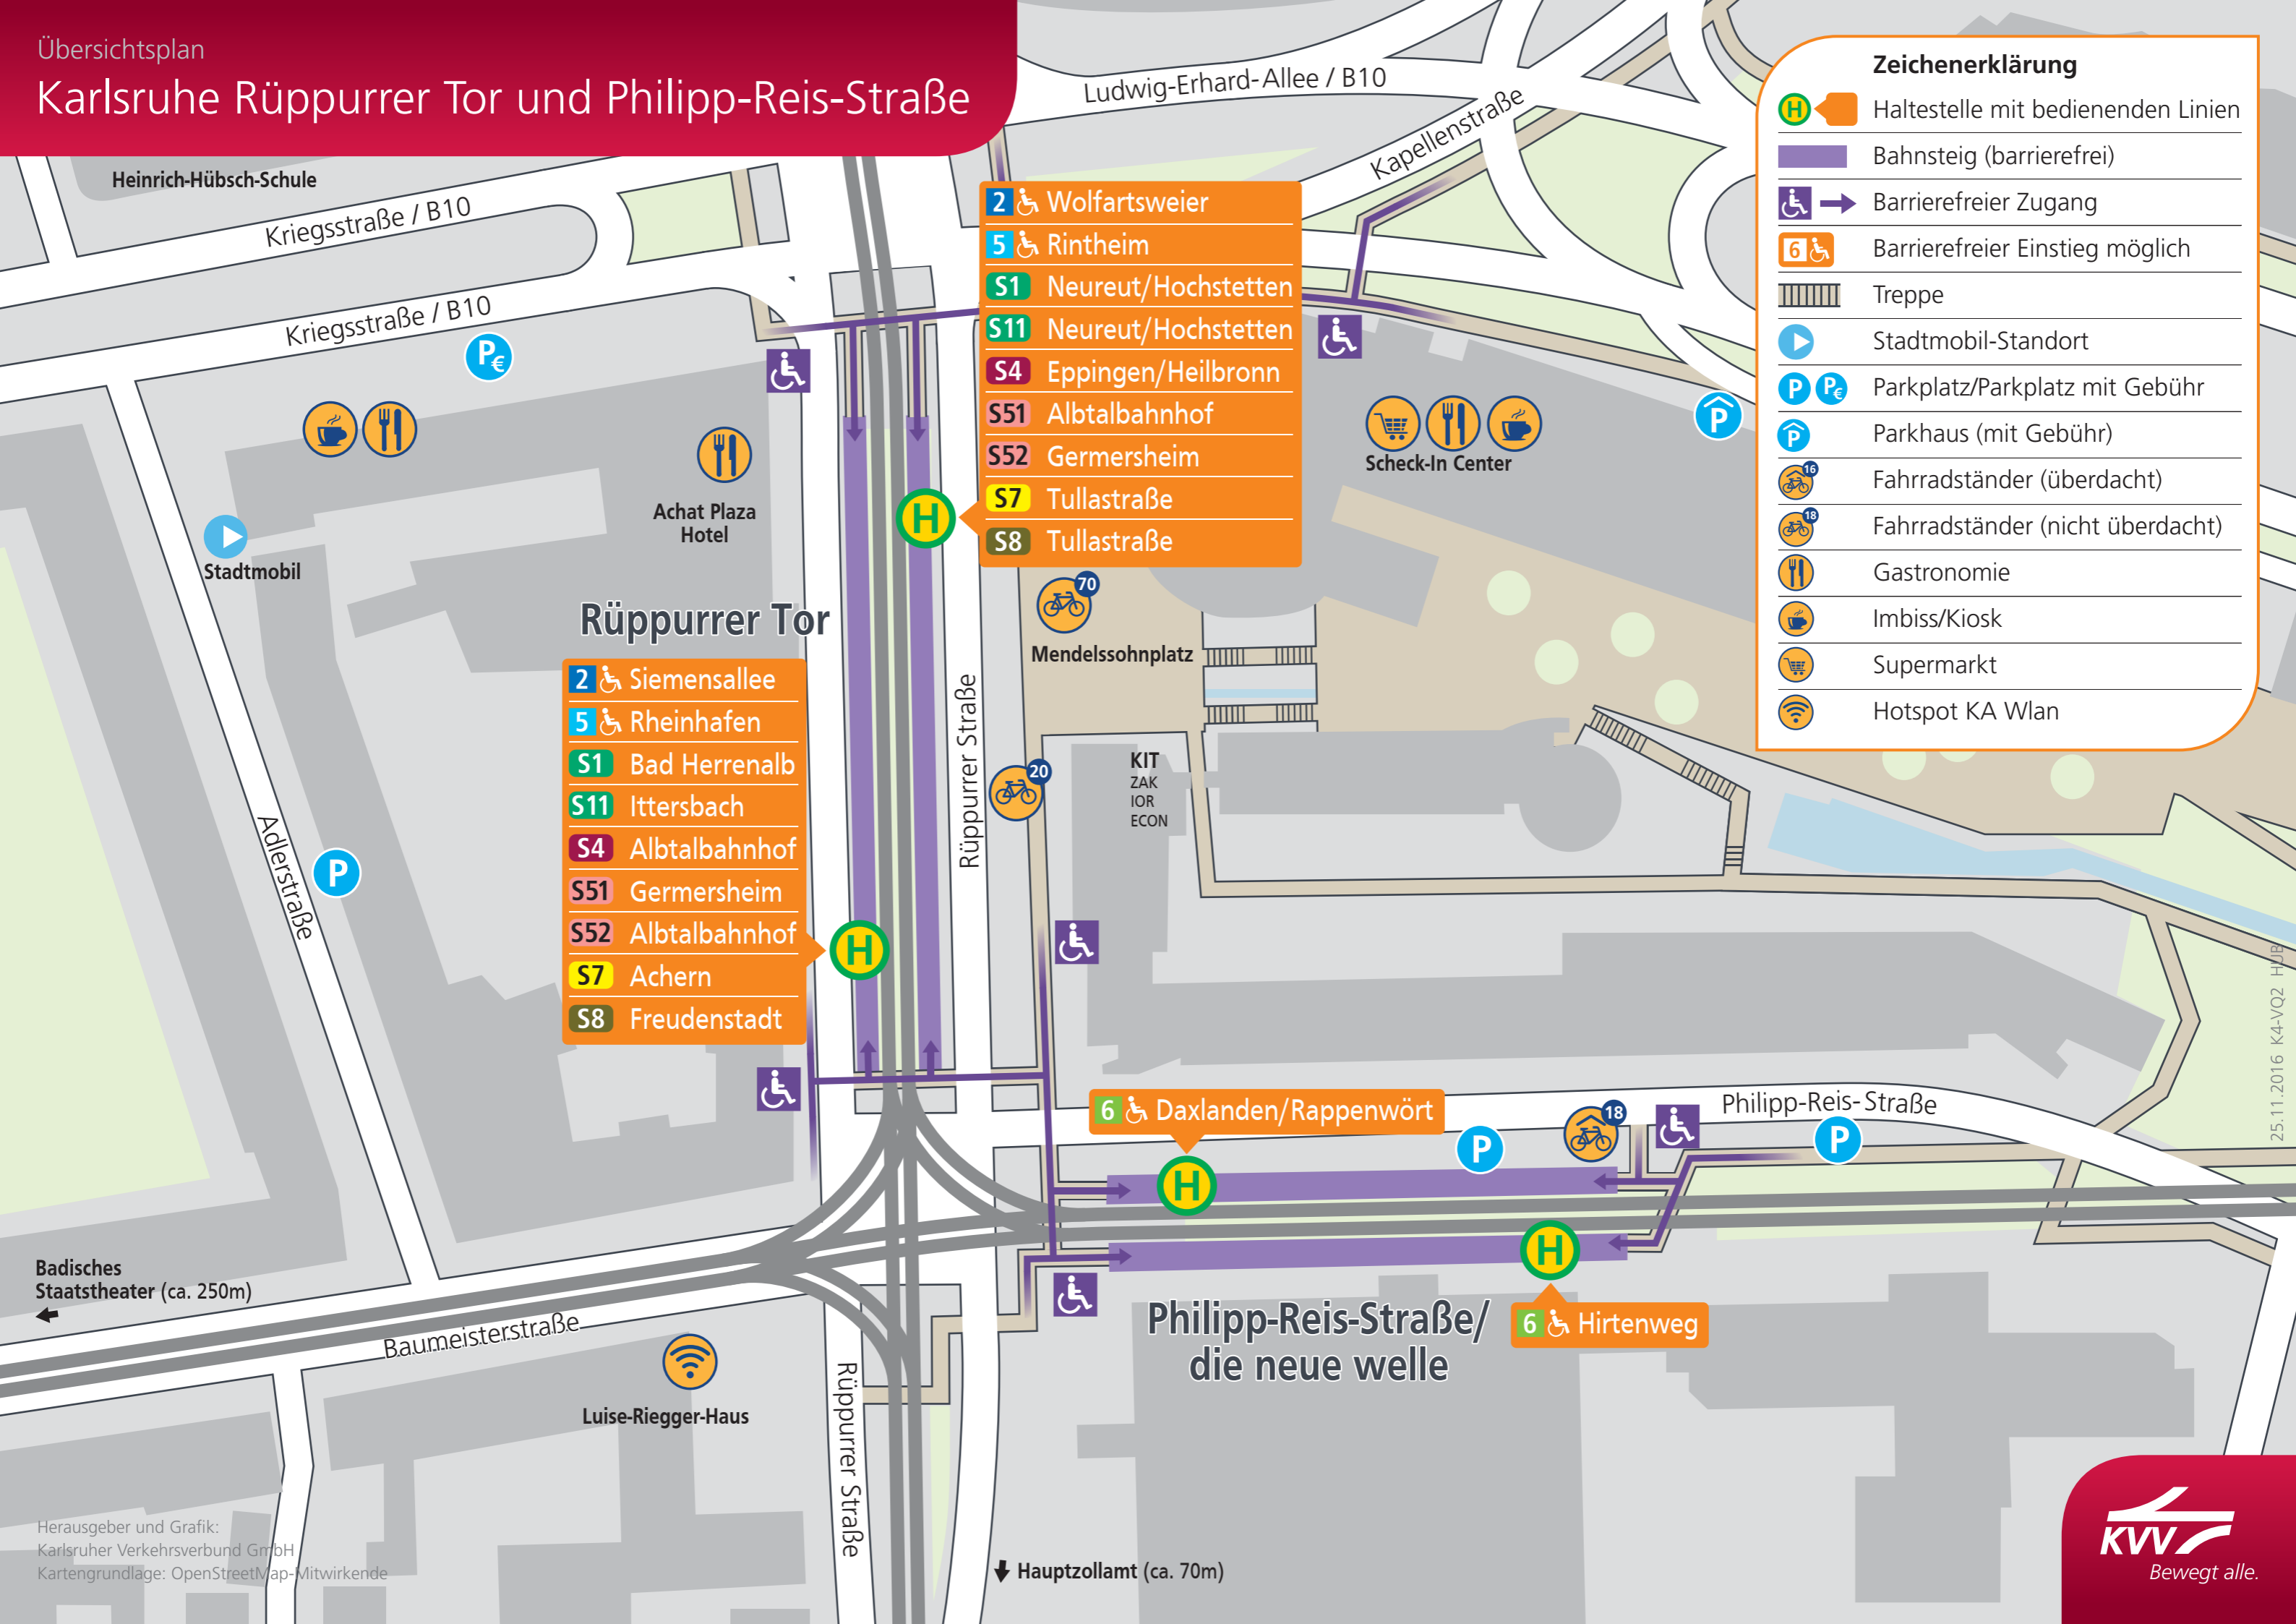 Übersichtsplan
Karlsruhe Rüppurrer Tor und Philipp-Reis-Straße
Heinrich-Hübsch-Schule
Kriegsstraße / B10
Kriegsstraße / B10
P€
Ludwig-Erhard-Allee / B10
Kapellenstraße
Zeichenerklärung
H Haltestelle mit bedienenden Linien
Bahnsteig (barrierefrei)
Barrierefreier Zugang
6 Barrierefreier Einstieg möglich
Treppe
Stadtmobil-Standort
P P€ Parkplatz/Parkplatz mit Gebühr
P Parkhaus (mit Gebühr)
16 Fahrradständer (überdacht)
18 Fahrradständer (nicht überdacht)
Gastronomie
Imbiss/Kiosk
Supermarkt
Hotspot KA Wlan
2 Wolfartsweier
5 Rintheim
S1 Neureut/Hochstetten
S11 Neureut/Hochstetten
S4 Eppingen/Heilbronn
S51 Albtalbahnhof
S52 Germersheim
S7 Tullastraße
S8 Tullastraße
H
P
Scheck-In Center
Achat Plaza
Hotel
Stadtmobil
70
Mendelssohnplatz
Rüppurrer Tor
2 Siemensallee
5 Rheinhafen
S1 Bad Herrenalb
S11 Ittersbach
S4 Albtalbahnhof
S51 Germersheim
S52 Albtalbahnhof
S7 Achern
S8 Freudenstadt
H
Rüppurrer Straße
20
KIT
ZAK
IOR
ECON
Adlerstraße
P
6 Daxlanden/Rappenwört
H
P
18
Philipp-Reis-Straße
P
H
6 Hirtenweg
Philipp-Reis-Straße/
die neue welle
Badisches
Staatstheater (ca. 250m)
Baumeisterstraße
Luise-Riegger-Haus
Rüppurrer Straße
Hauptzollamt (ca. 70m)
Herausgeber und Grafik:
Karlsruher Verkehrsverbund GmbH
Kartengrundlage: OpenStreetMap-Mitwirkende
25.11.2016 K4-VQ2 HUB
KVV
Bewegt alle.